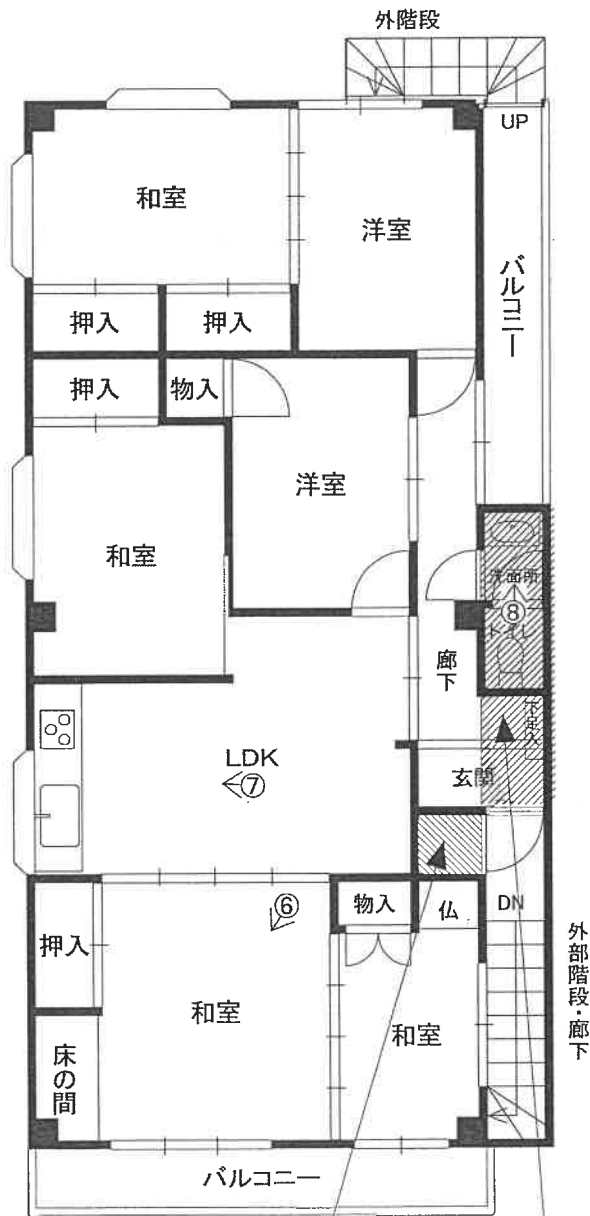 外階段
UP
和室
洋室
バルコニー
押入
押入
押入
物入
洋室
和室
洗面所
⑧
トイレ
廊下
下足入
LDK
⑦
玄関
⑥
物入
仏
DN
押入
和室
和室
床の間
外部階段・廊下
バルコニー